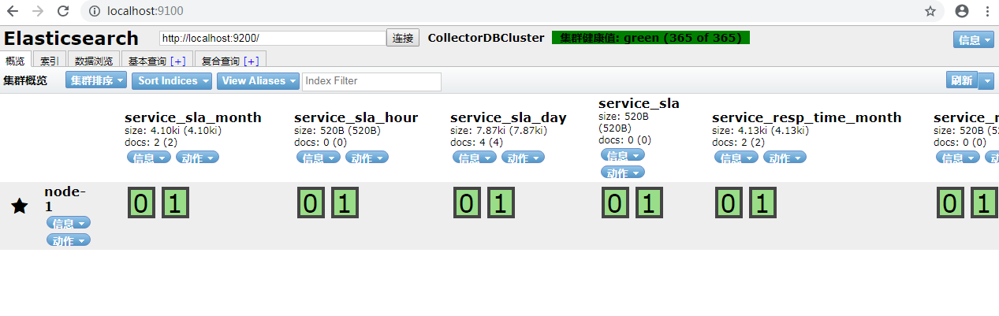 localhost:9100
Elasticsearch http://localhost:9200/ 连接 CollectorDBCluster 集群健康值: green (365 of 365) 信息
概览 索引 数据浏览 基本查询 [+] 复合查询 [+]
集群概览 集群排序 Sort Indices View Aliases Index Filter 刷新
service_sla_month
size: 4.10ki (4.10ki)
docs: 2 (2)
信息 动作
service_sla_hour
size: 520B (520B)
docs: 0 (0)
信息 动作
service_sla_day
size: 7.87ki (7.87ki)
docs: 4 (4)
信息 动作
service_sla
size: 520B
(520B)
docs: 0 (0)
信息
动作
service_resp_time_month
size: 4.13ki (4.13ki)
docs: 2 (2)
信息 动作
service_r
size: 520B (52
docs: 0 (0)
信息
node-
1
信息
动作
0 1 0 1 0 1 0 1 0 1 0 1